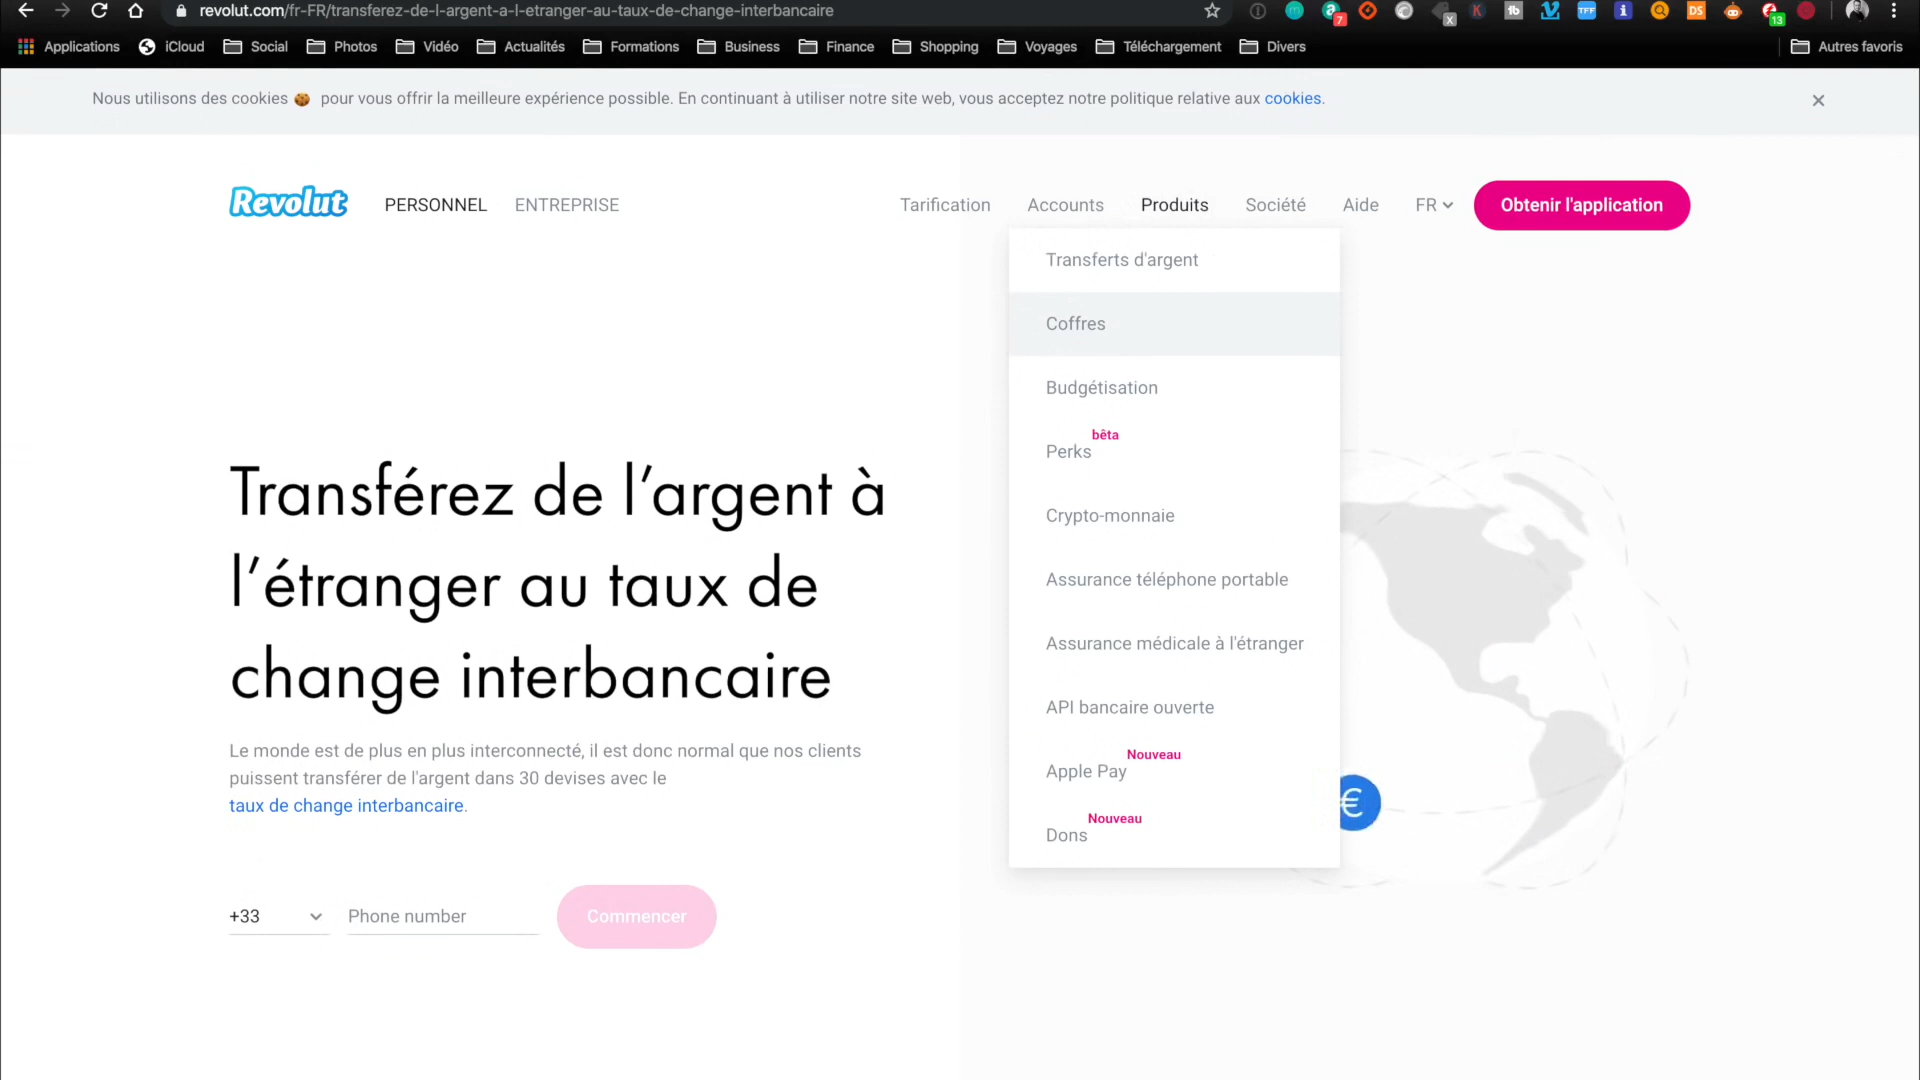 revolut.com/fr-FR/transferez-de-l-argent-a-l-etranger-au-taux-de-change-interbancaire
7
x
K
tb
TFF
i
DS
13
Applications
iCloud
Social
Photos
Vidéo
Actualités
Formations
Business
Finance
Shopping
Voyages
Téléchargement
Divers
Autres favoris
Nous utilisons des cookies 🍪 pour vous offrir la meilleure expérience possible. En continuant à utiliser notre site web, vous acceptez notre politique relative aux cookies.
Revolut
PERSONNEL
ENTREPRISE
Tarification
Accounts
Produits
Société
Aide
FR
Obtenir l'application
Transferts d'argent
Coffres
Budgétisation
Perks bêta
Crypto-monnaie
Assurance téléphone portable
Assurance médicale à l'étranger
API bancaire ouverte
Apple Pay Nouveau
Dons Nouveau
Transférez de l’argent à
l’étranger au taux de
change interbancaire
Le monde est de plus en plus interconnecté, il est donc normal que nos clients
puissent transférer de l'argent dans 30 devises avec le
taux de change interbancaire.
€
+33
Phone number
Commencer